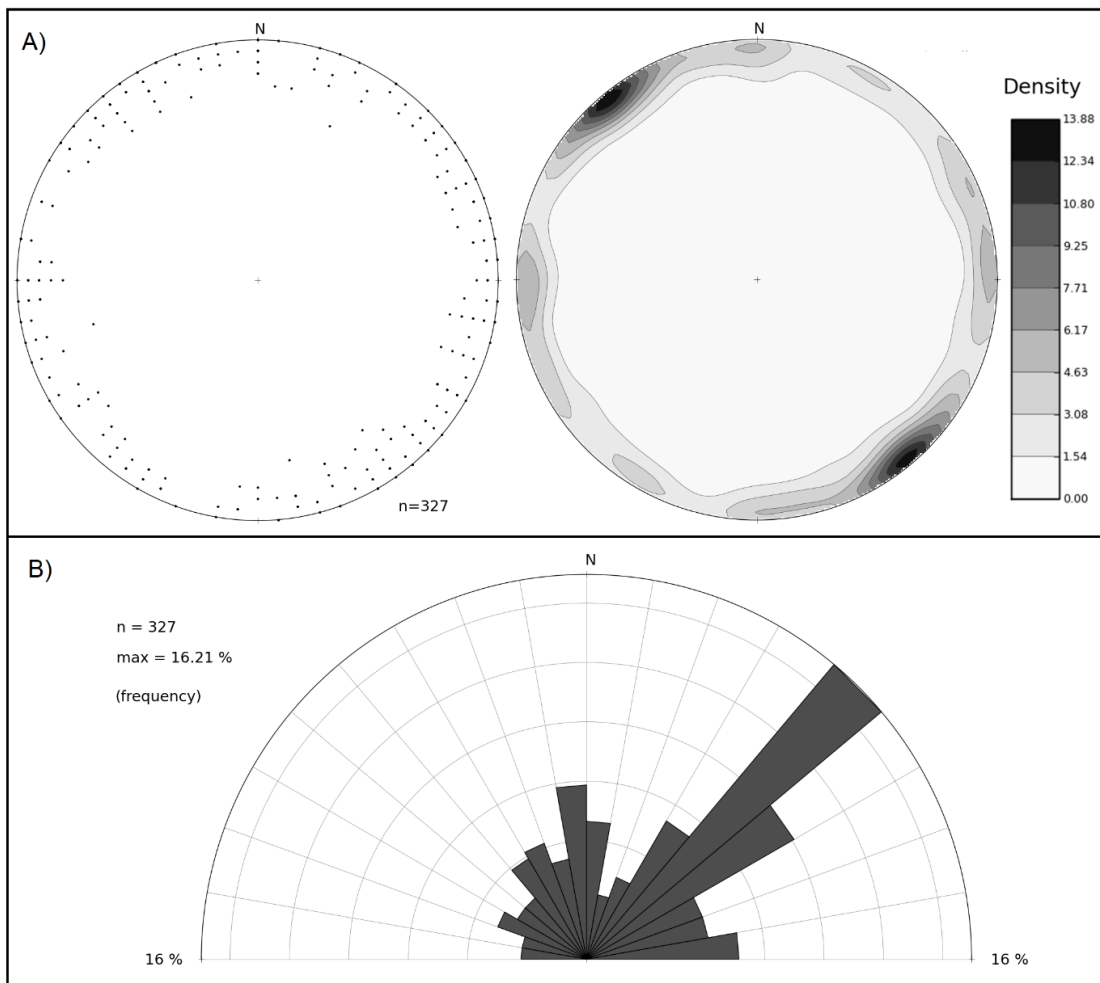 A)
N
n=327
N
Density
13.88
12.34
10.80
9.25
7.71
6.17
4.63
3.08
1.54
0.00
B)
N
n = 327
max = 16.21 %
(frequency)
16 %
16 %